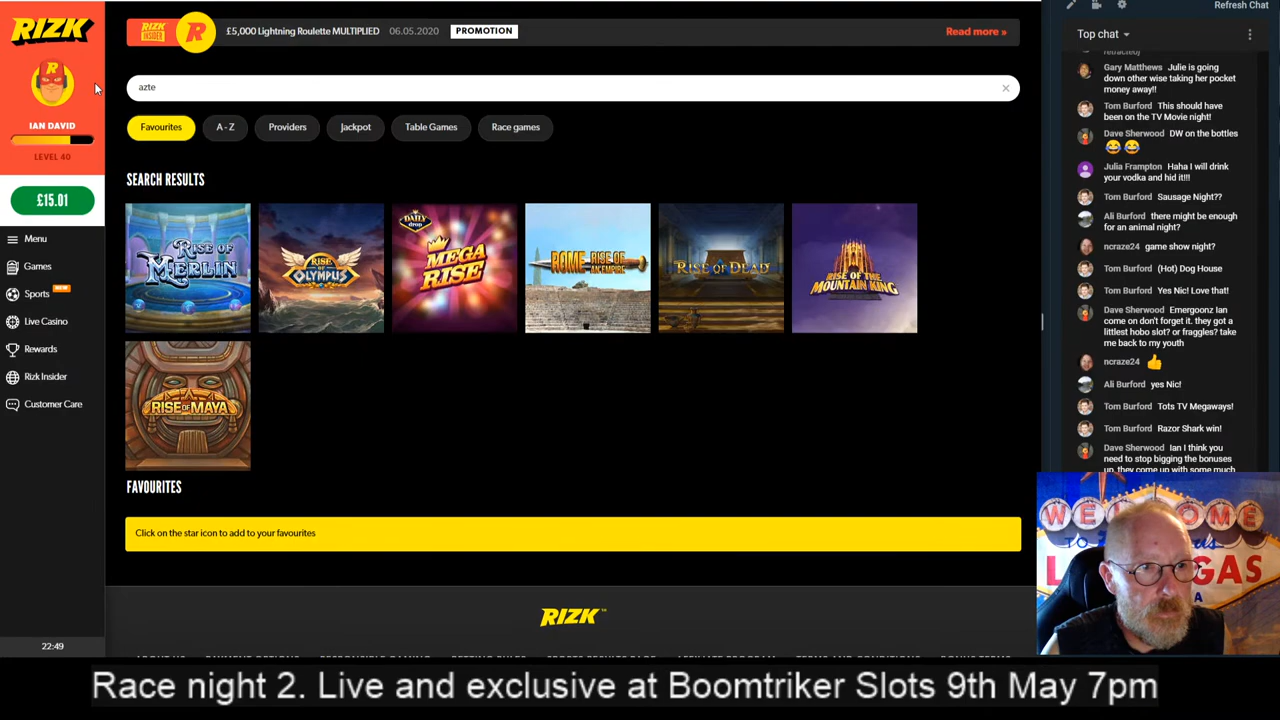 RIZK
R
IAN DAVID
LEVEL 40
£15.01
Menu
Games
Sports NEW
Live Casino
Rewards
Rizk Insider
Customer Care
22:49
RIZK INSIDER R £5,000 Lightning Roulette MULTIPLIED 06.05.2020 PROMOTION Read more »
azte
Favourites A - Z Providers Jackpot Table Games Race games
SEARCH RESULTS
RISE OF MERLIN
RISE OF OLYMPUS
DAILY drop
MEGA RISE
ROME RISE OF AN EMPIRE
RISE OF DEAD
RISE OF THE MOUNTAIN KING
RISE OF MAYA
FAVOURITES
Click on the star icon to add to your favourites
RIZK™
Refresh Chat
Top chat
retracted]
Gary Matthews Julie is going
down other wise taking her pocket
money away!!
Tom Burford This should have
been on the TV Movie night!
Dave Sherwood DW on the bottles
😂😂
Julia Frampton Haha I will drink
your vodka and hid it!!!
Tom Burford Sausage Night??
Ali Burford there might be enough
for an animal night?
ncraze24 game show night?
Tom Burford (Hot) Dog House
Tom Burford Yes Nic! Love that!
Dave Sherwood Emergoonz Ian
come on don't forget it. they got a
littlest hobo slot? or fraggles? take
me back to my youth
ncraze24 👍
Ali Burford yes Nic!
Tom Burford Tots TV Megaways!
Tom Burford Razor Shark win!
Dave Sherwood Ian I think you
need to stop bigging the bonuses
up, they come up with some much
WELCOME
TO
GAS
Race night 2. Live and exclusive at Boomtriker Slots 9th May 7pm